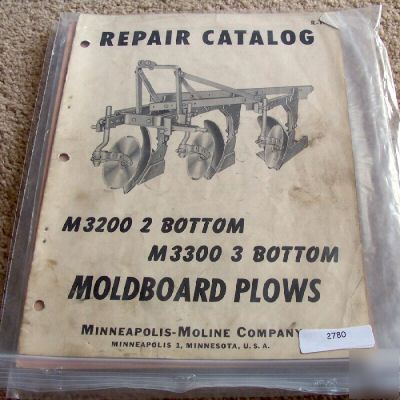 REPAIR CATALOG
M3200 2 BOTTOM
M3300 3 BOTTOM
MOLDBOARD PLOWS
MINNEAPOLIS-MOLINE COMPANY
2780
MINNEAPOLIS 1, MINNESOTA, U. S. A.